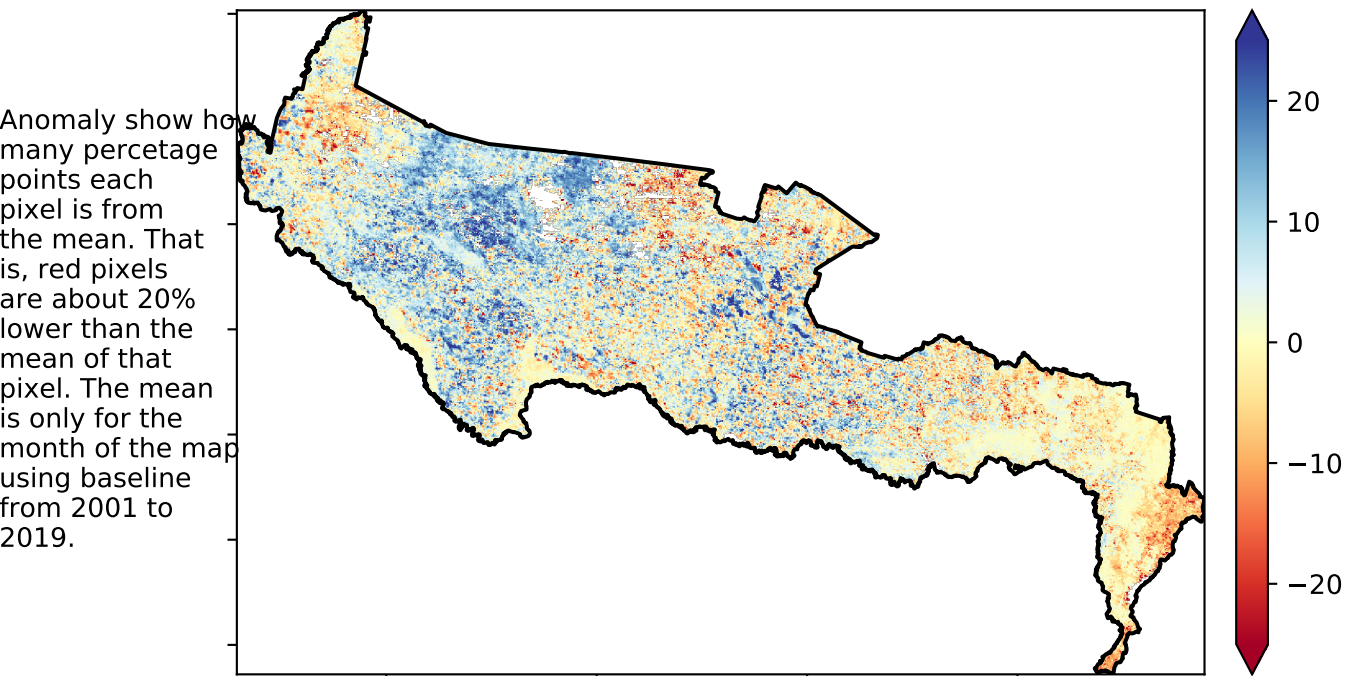 Anomaly show how
many percetage
points each
pixel is from
the mean. That
is, red pixels
are about 20%
lower than the
mean of that
pixel. The mean
is only for the
month of the map
using baseline
from 2001 to
2019.
20
10
0
−10
−20